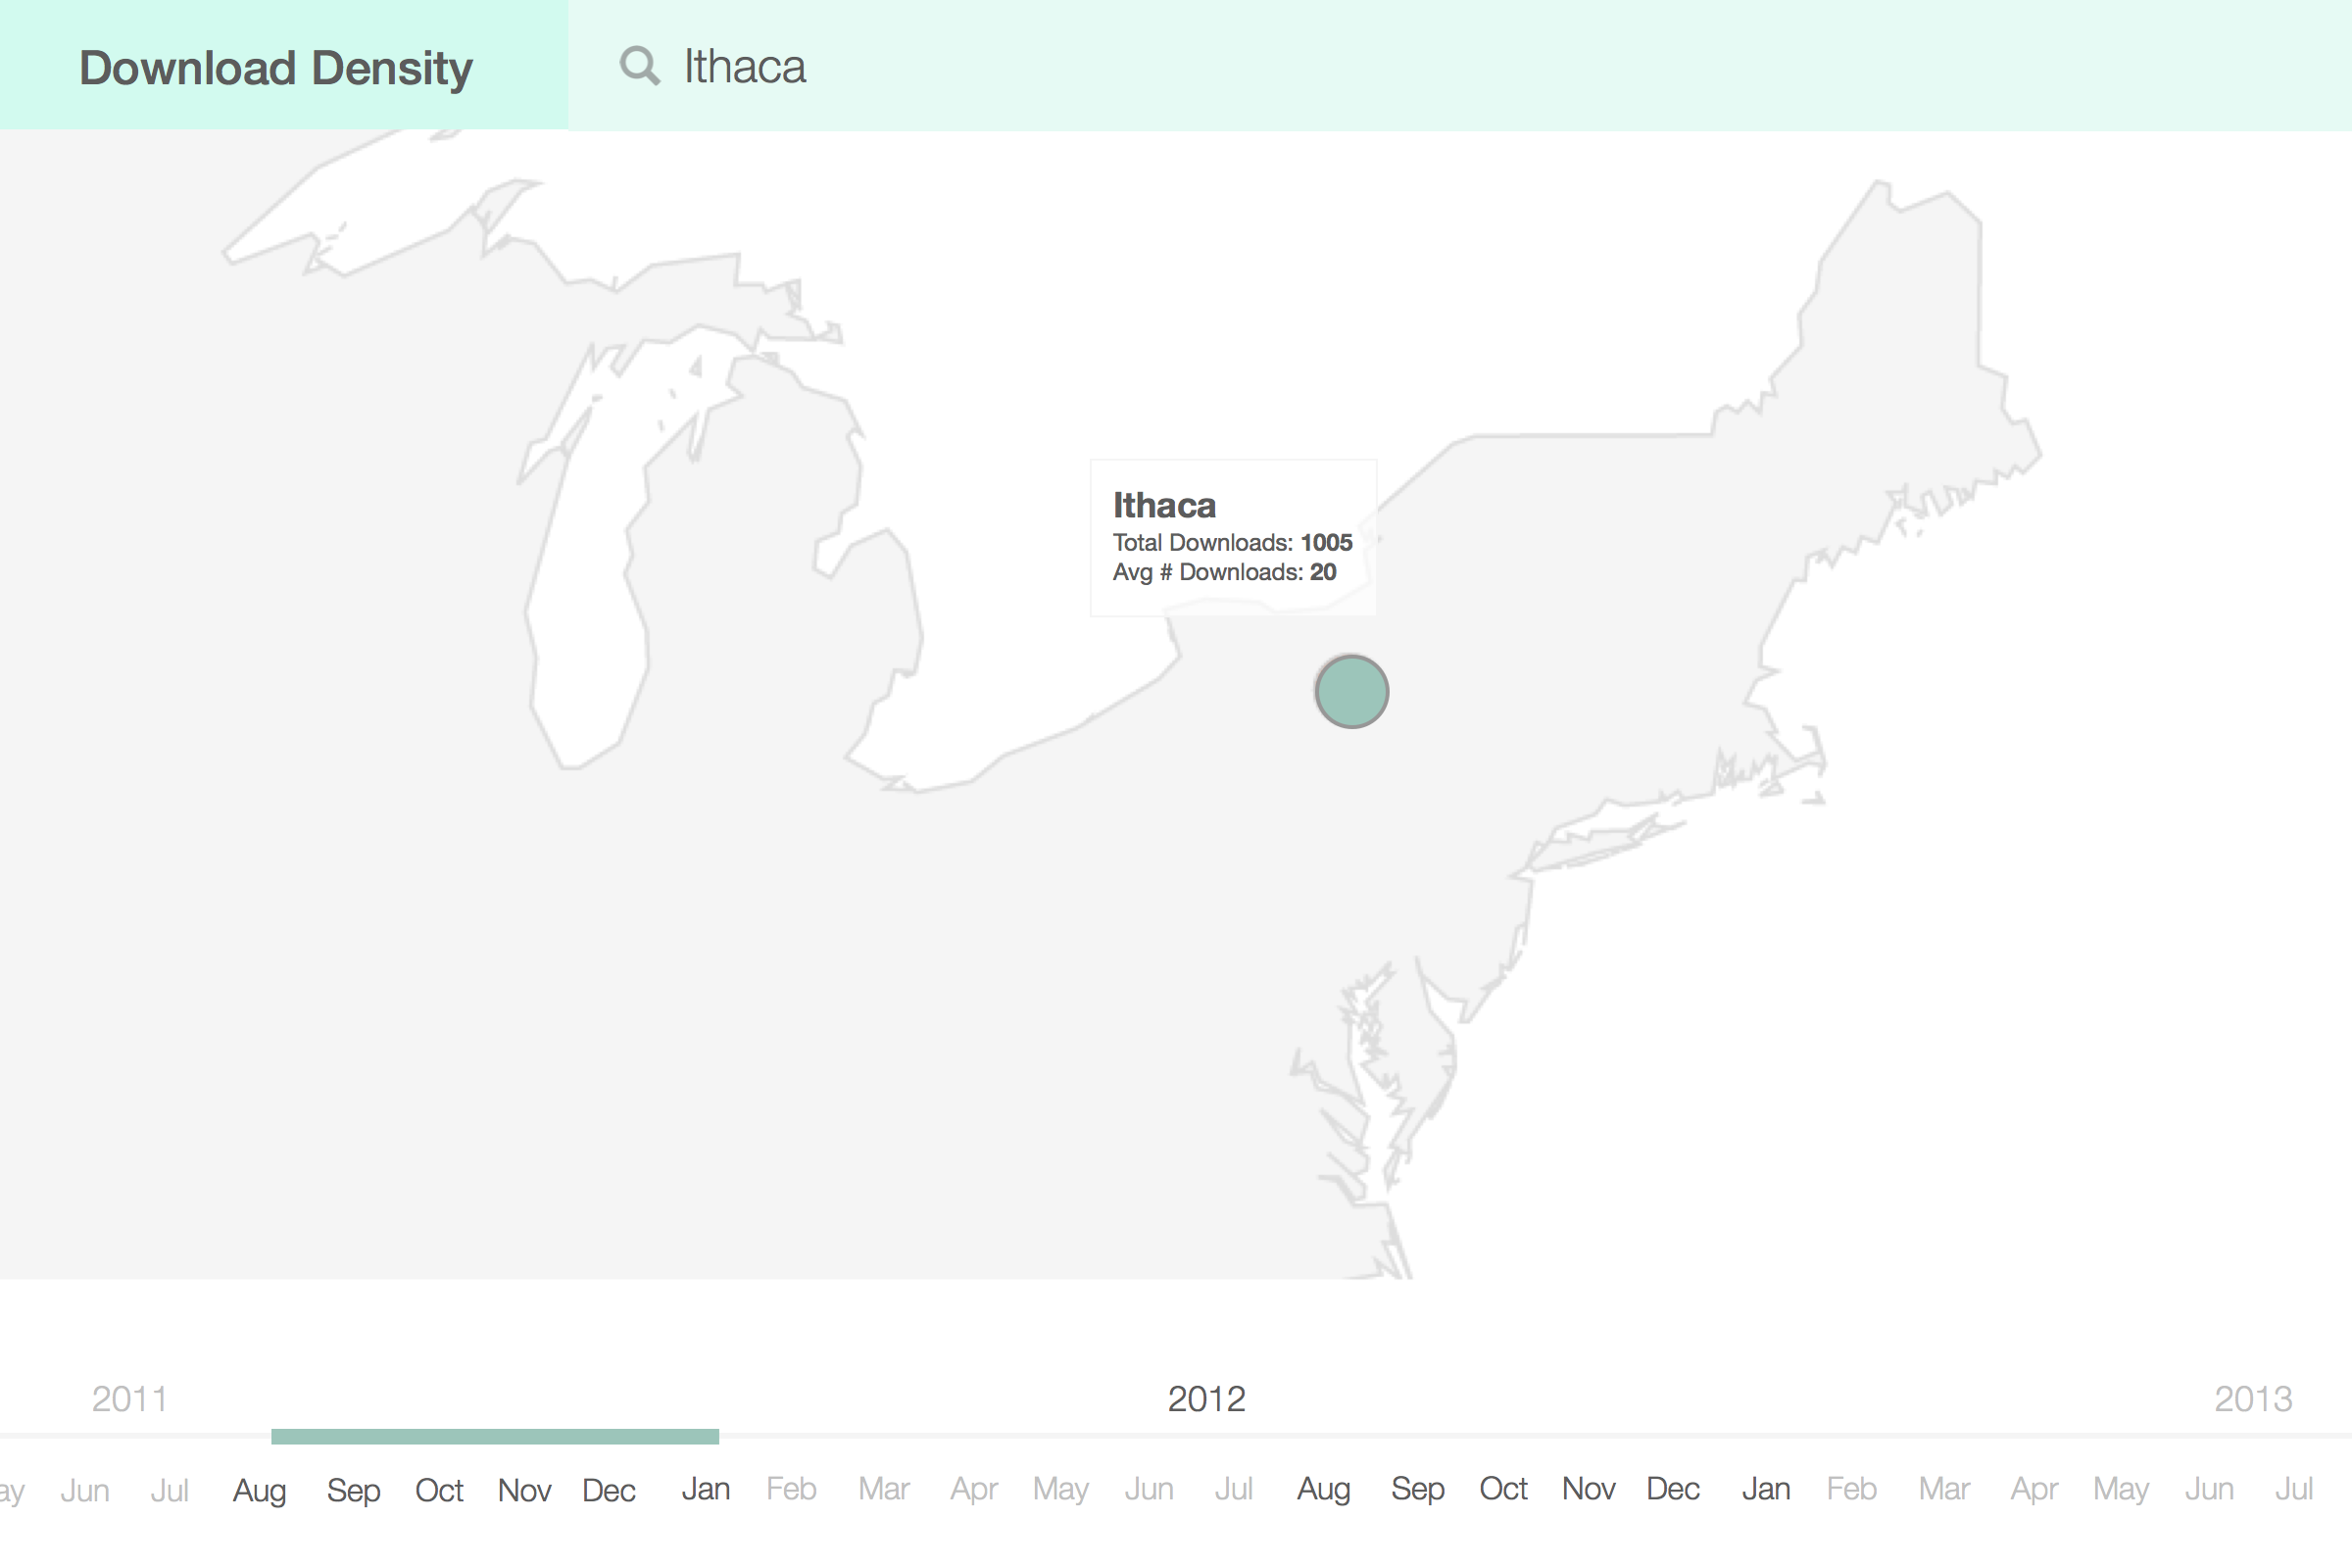 Download Density
Ithaca
Ithaca
Total Downloads: 1005
Avg # Downloads: 20
2011 2012 2013
ay Jun Jul Aug Sep Oct Nov Dec Jan Feb Mar Apr May Jun Jul Aug Sep Oct Nov Dec Jan Feb Mar Apr May Jun Jul